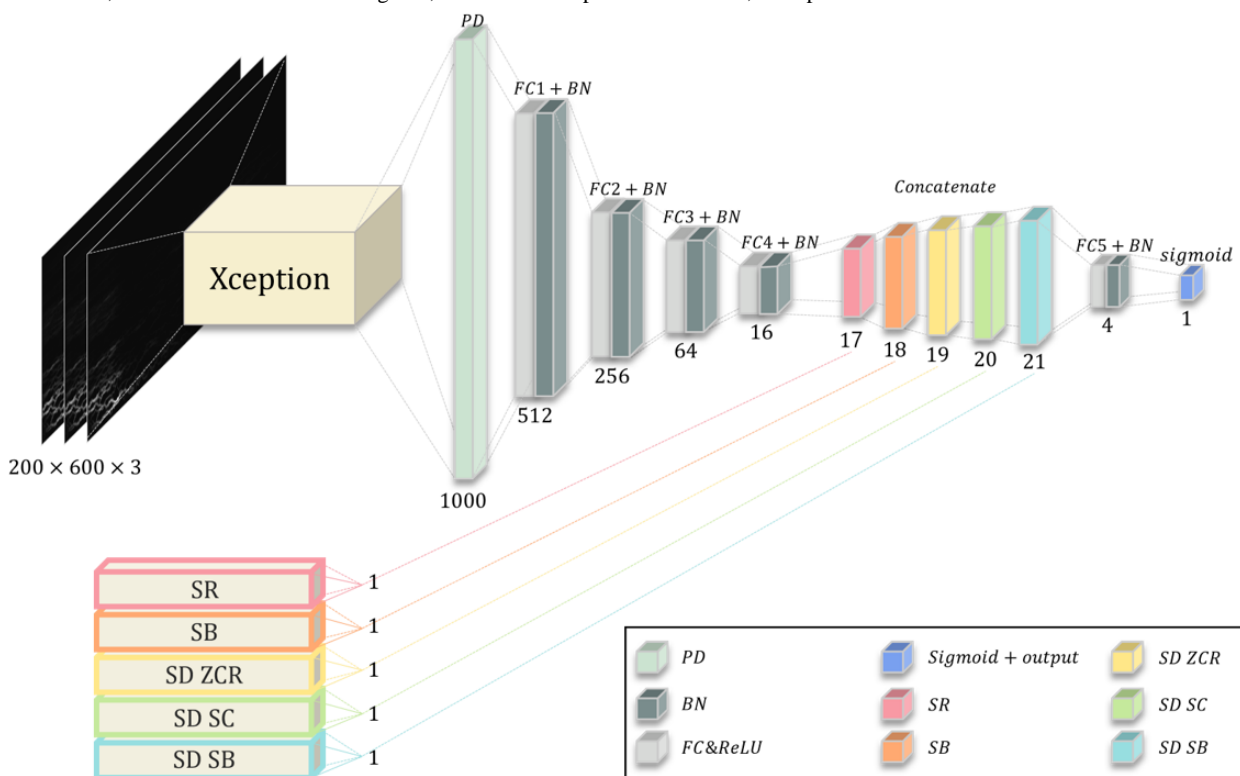 PD
FC1 + BN
FC2 + BN
FC3 + BN
FC4 + BN
Concatenate
FC5 + BN
sigmoid
Xception
200 × 600 × 3
1000
512
256
64
16
17
18
19
20
21
4
1
SR 1
SB 1
SD ZCR 1
SD SC 1
SD SB 1
PD Sigmoid + output SD ZCR
BN SR SD SC
FC&ReLU SB SD SB